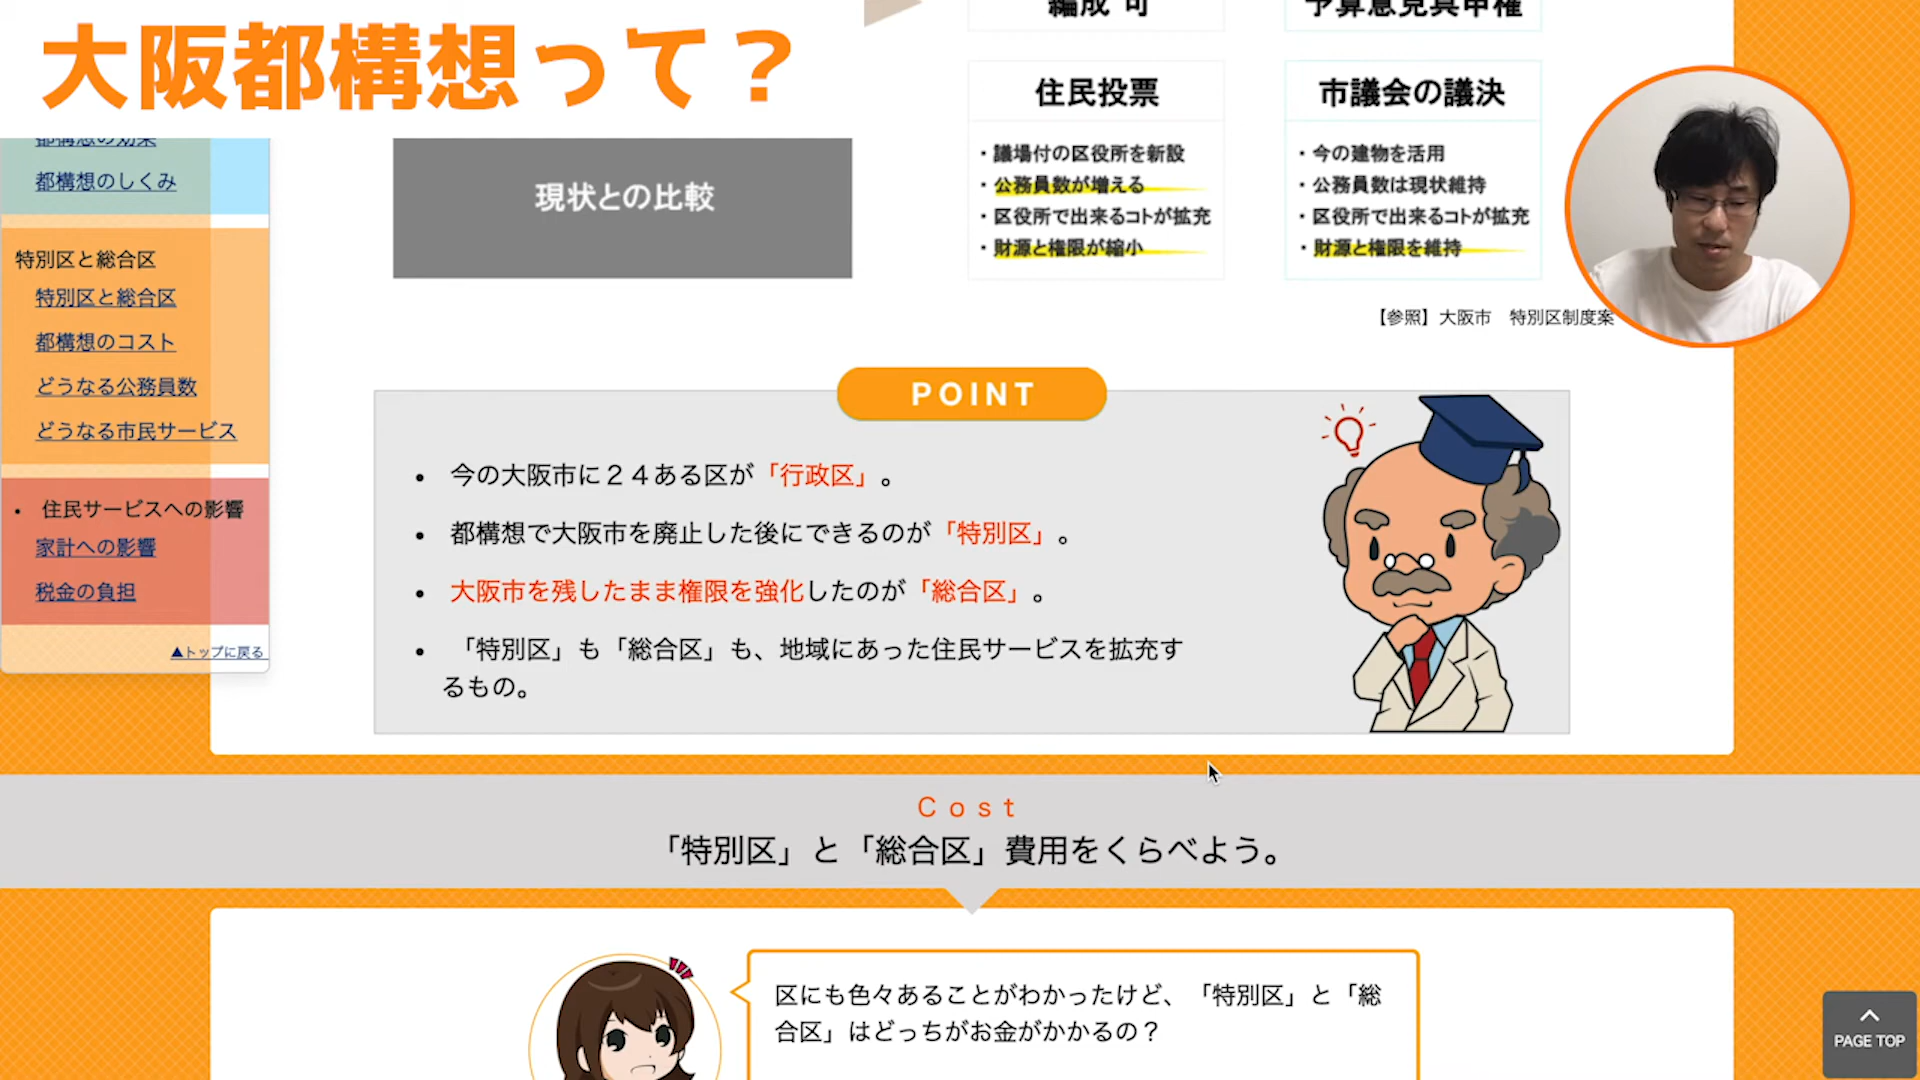 大阪都構想って？
編成 可
予算意見具申権
住民投票
市議会の議決
・議場付の区役所を新設
・公務員数が増える
・区役所で出来るコトが拡充
・財源と権限が縮小
・今の建物を活用
・公務員数は現状維持
・区役所で出来るコトが拡充
・財源と権限を維持
現状との比較
【参照】大阪市　特別区制度案
都構想の効果
都構想のしくみ
特別区と総合区
特別区と総合区
都構想のコスト
どうなる公務員数
どうなる市民サービス
・ 住民サービスへの影響
家計への影響
税金の負担
▲トップに戻る
POINT
• 今の大阪市に２４ある区が「行政区」。
• 都構想で大阪市を廃止した後にできるのが「特別区」。
• 大阪市を残したまま権限を強化したのが「総合区」。
• 「特別区」も「総合区」も、地域にあった住民サービスを拡充す
るもの。
Cost
「特別区」と「総合区」費用をくらべよう。
区にも色々あることがわかったけど、「特別区」と「総
合区」はどっちがお金がかかるの？
PAGE TOP